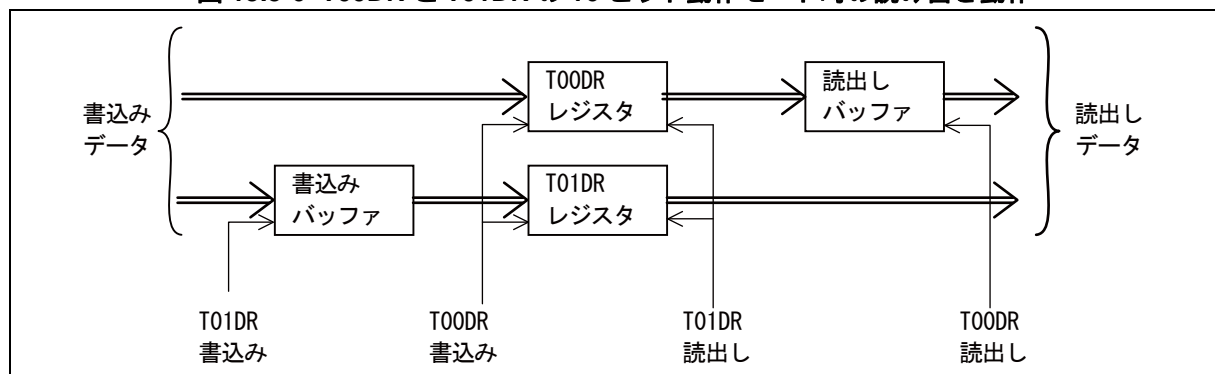 書込み
データ
T00DR
レジスタ
読出し
バッファ
読出し
データ
書込み
バッファ
T01DR
レジスタ
T01DR
書込み
T00DR
書込み
T01DR
読出し
T00DR
読出し